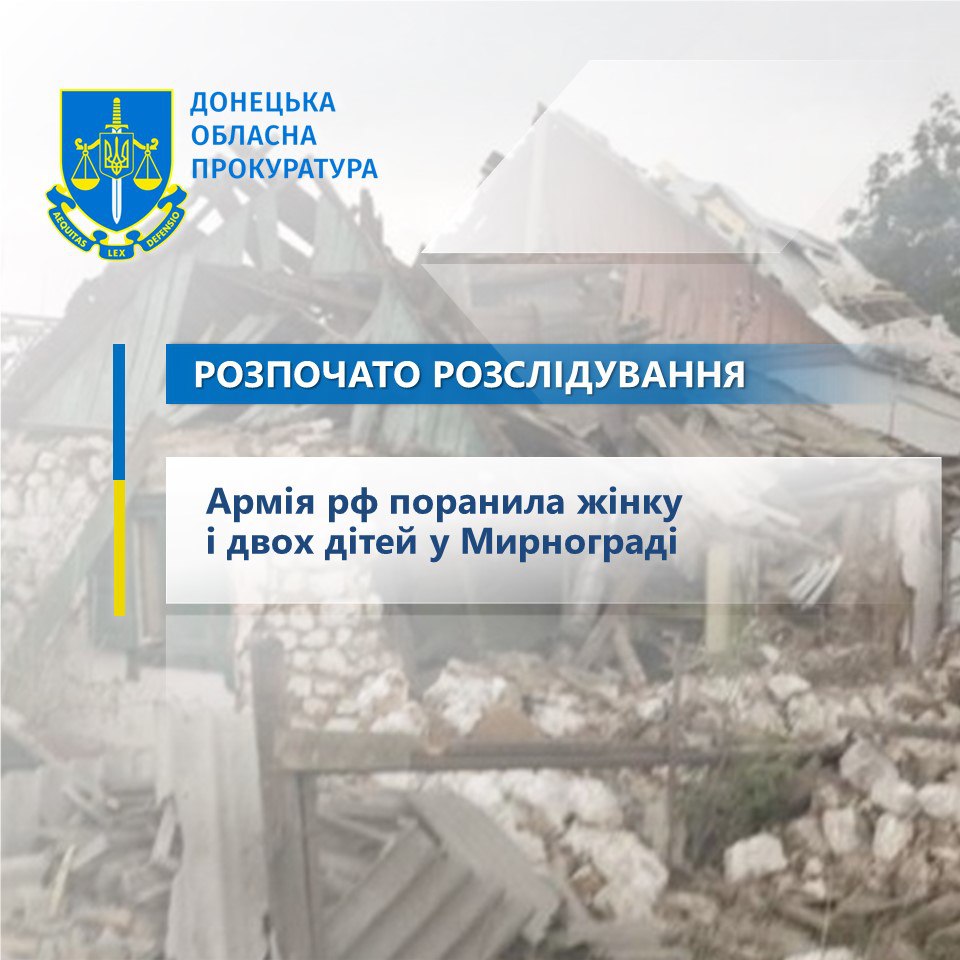 ДОНЕЦЬКА
ОБЛАСНА
ПРОКУРАТУРА
AEQUITAS LEX DEFENSIO
РОЗПОЧАТО РОЗСЛІДУВАННЯ
Армія рф поранила жінку
і двох дітей у Мирнограді